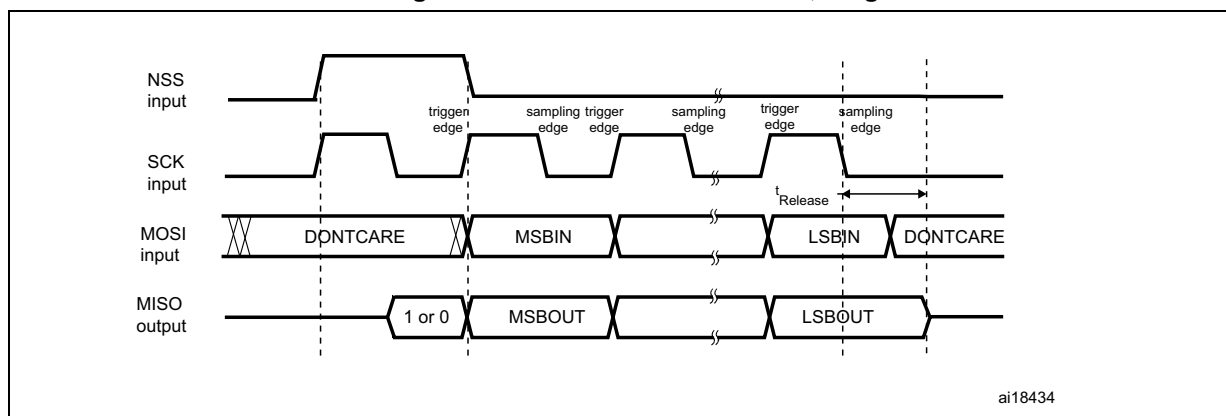 NSS
input
trigger
edge
sampling
edge
trigger
edge
sampling
edge
trigger
edge
sampling
edge
SCK
input
t
Release
MOSI
input
DONTCARE
MSBIN
LSBIN
DONTCARE
MISO
output
1 or 0
MSBOUT
LSBOUT
ai18434